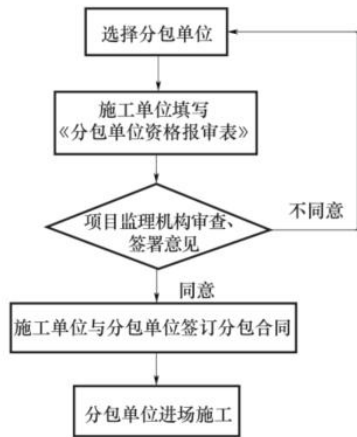 选择分包单位
施工单位填写
《分包单位资格报审表》
项目监理机构审查、
签署意见
不同意
同意
施工单位与分包单位签订分包合同
分包单位进场施工